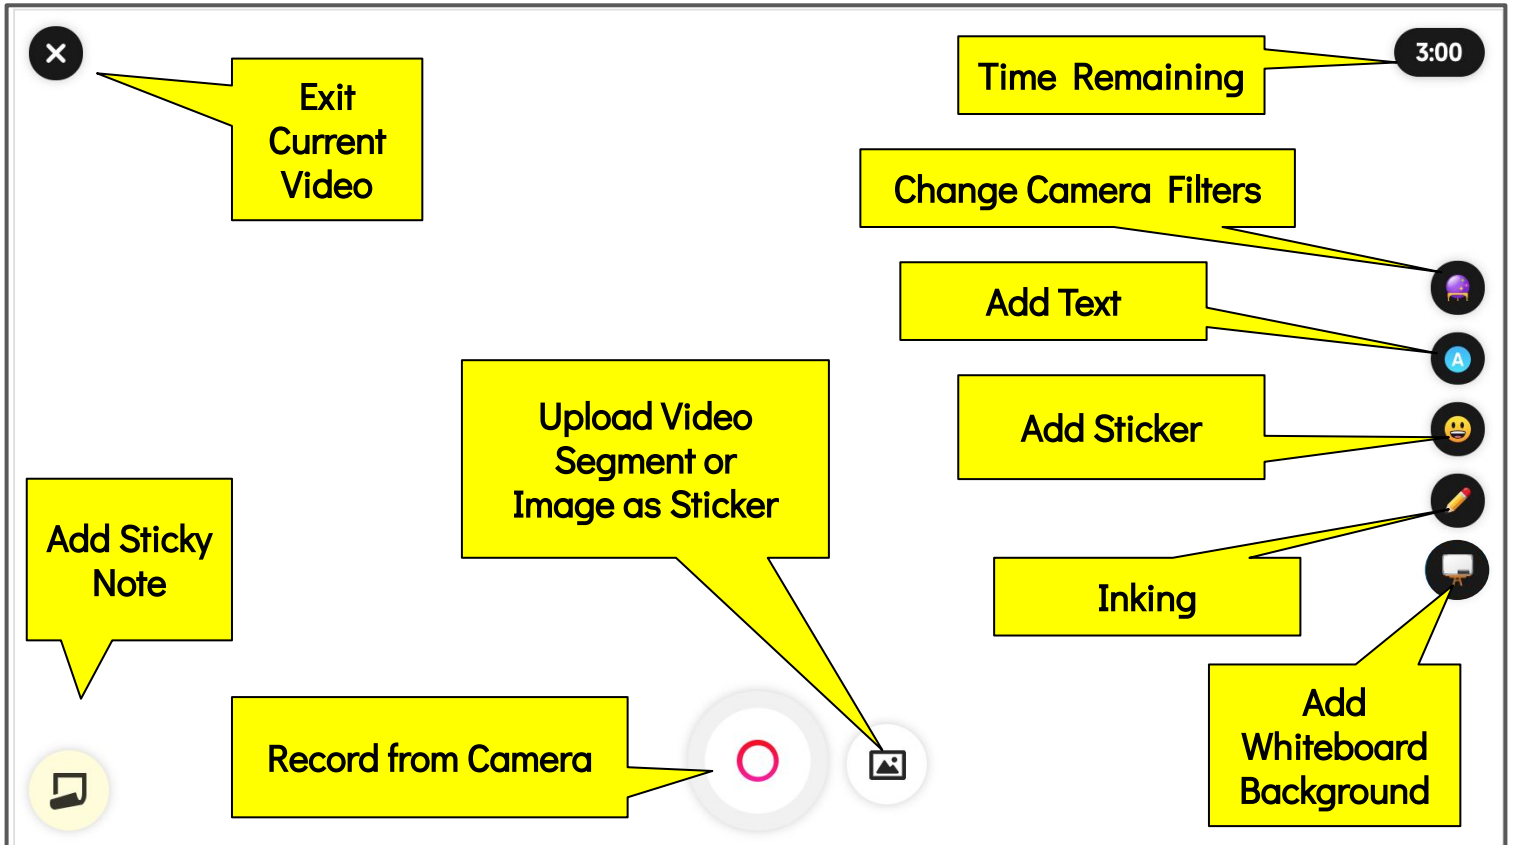 Exit
Current
Video
Time Remaining
3:00
Change Camera Filters
Add Text
A
Add Sticker
Upload Video
Segment or
Image as Sticker
Add Sticky
Note
Inking
Record from Camera
Add
Whiteboard
Background